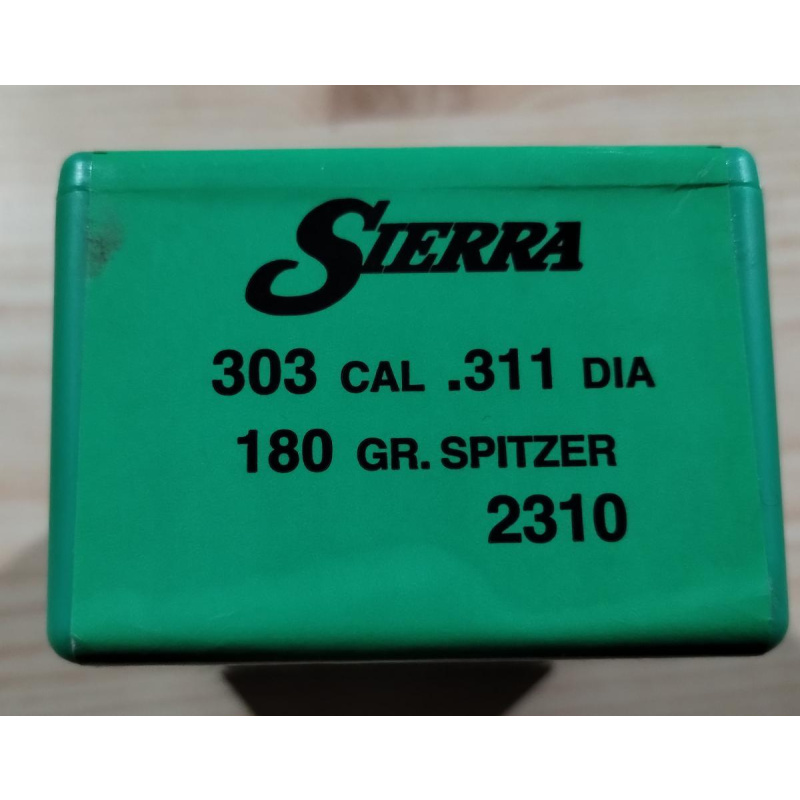 SIERRA
303 CAL .311 DIA
180 GR. SPITZER
2310